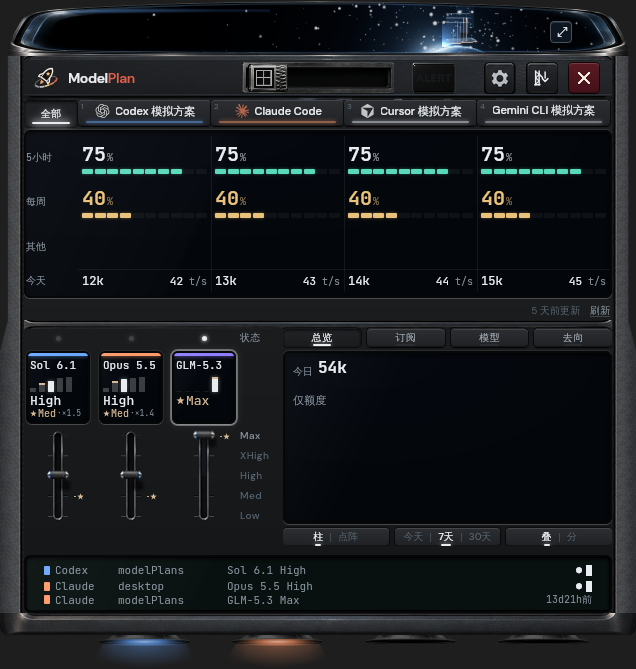 ModelPlan ALERT
全部 1 Codex 模拟方案 2 Claude Code 3 Cursor 模拟方案 4 Gemini CLI 模拟方案
5小时 75% 75% 75% 75%
每周 40% 40% 40% 40%
其他
今天 12k 42 t/s 13k 43 t/s 14k 44 t/s 15k 45 t/s
5 天前更新 刷新
状态 总览 订阅 模型 去向
Sol 6.1 Opus 5.5 GLM-5.3
High High ★Max
★Med·×1.5 ★Med·×1.4
今日 54k
仅额度
Max
XHigh
High
Med
Low
柱 | 点阵 今天 | 7天 | 30天 叠 | 分
Codex modelPlans Sol 6.1 High
Claude desktop Opus 5.5 High
Claude modelPlans GLM-5.3 Max 13d21h前